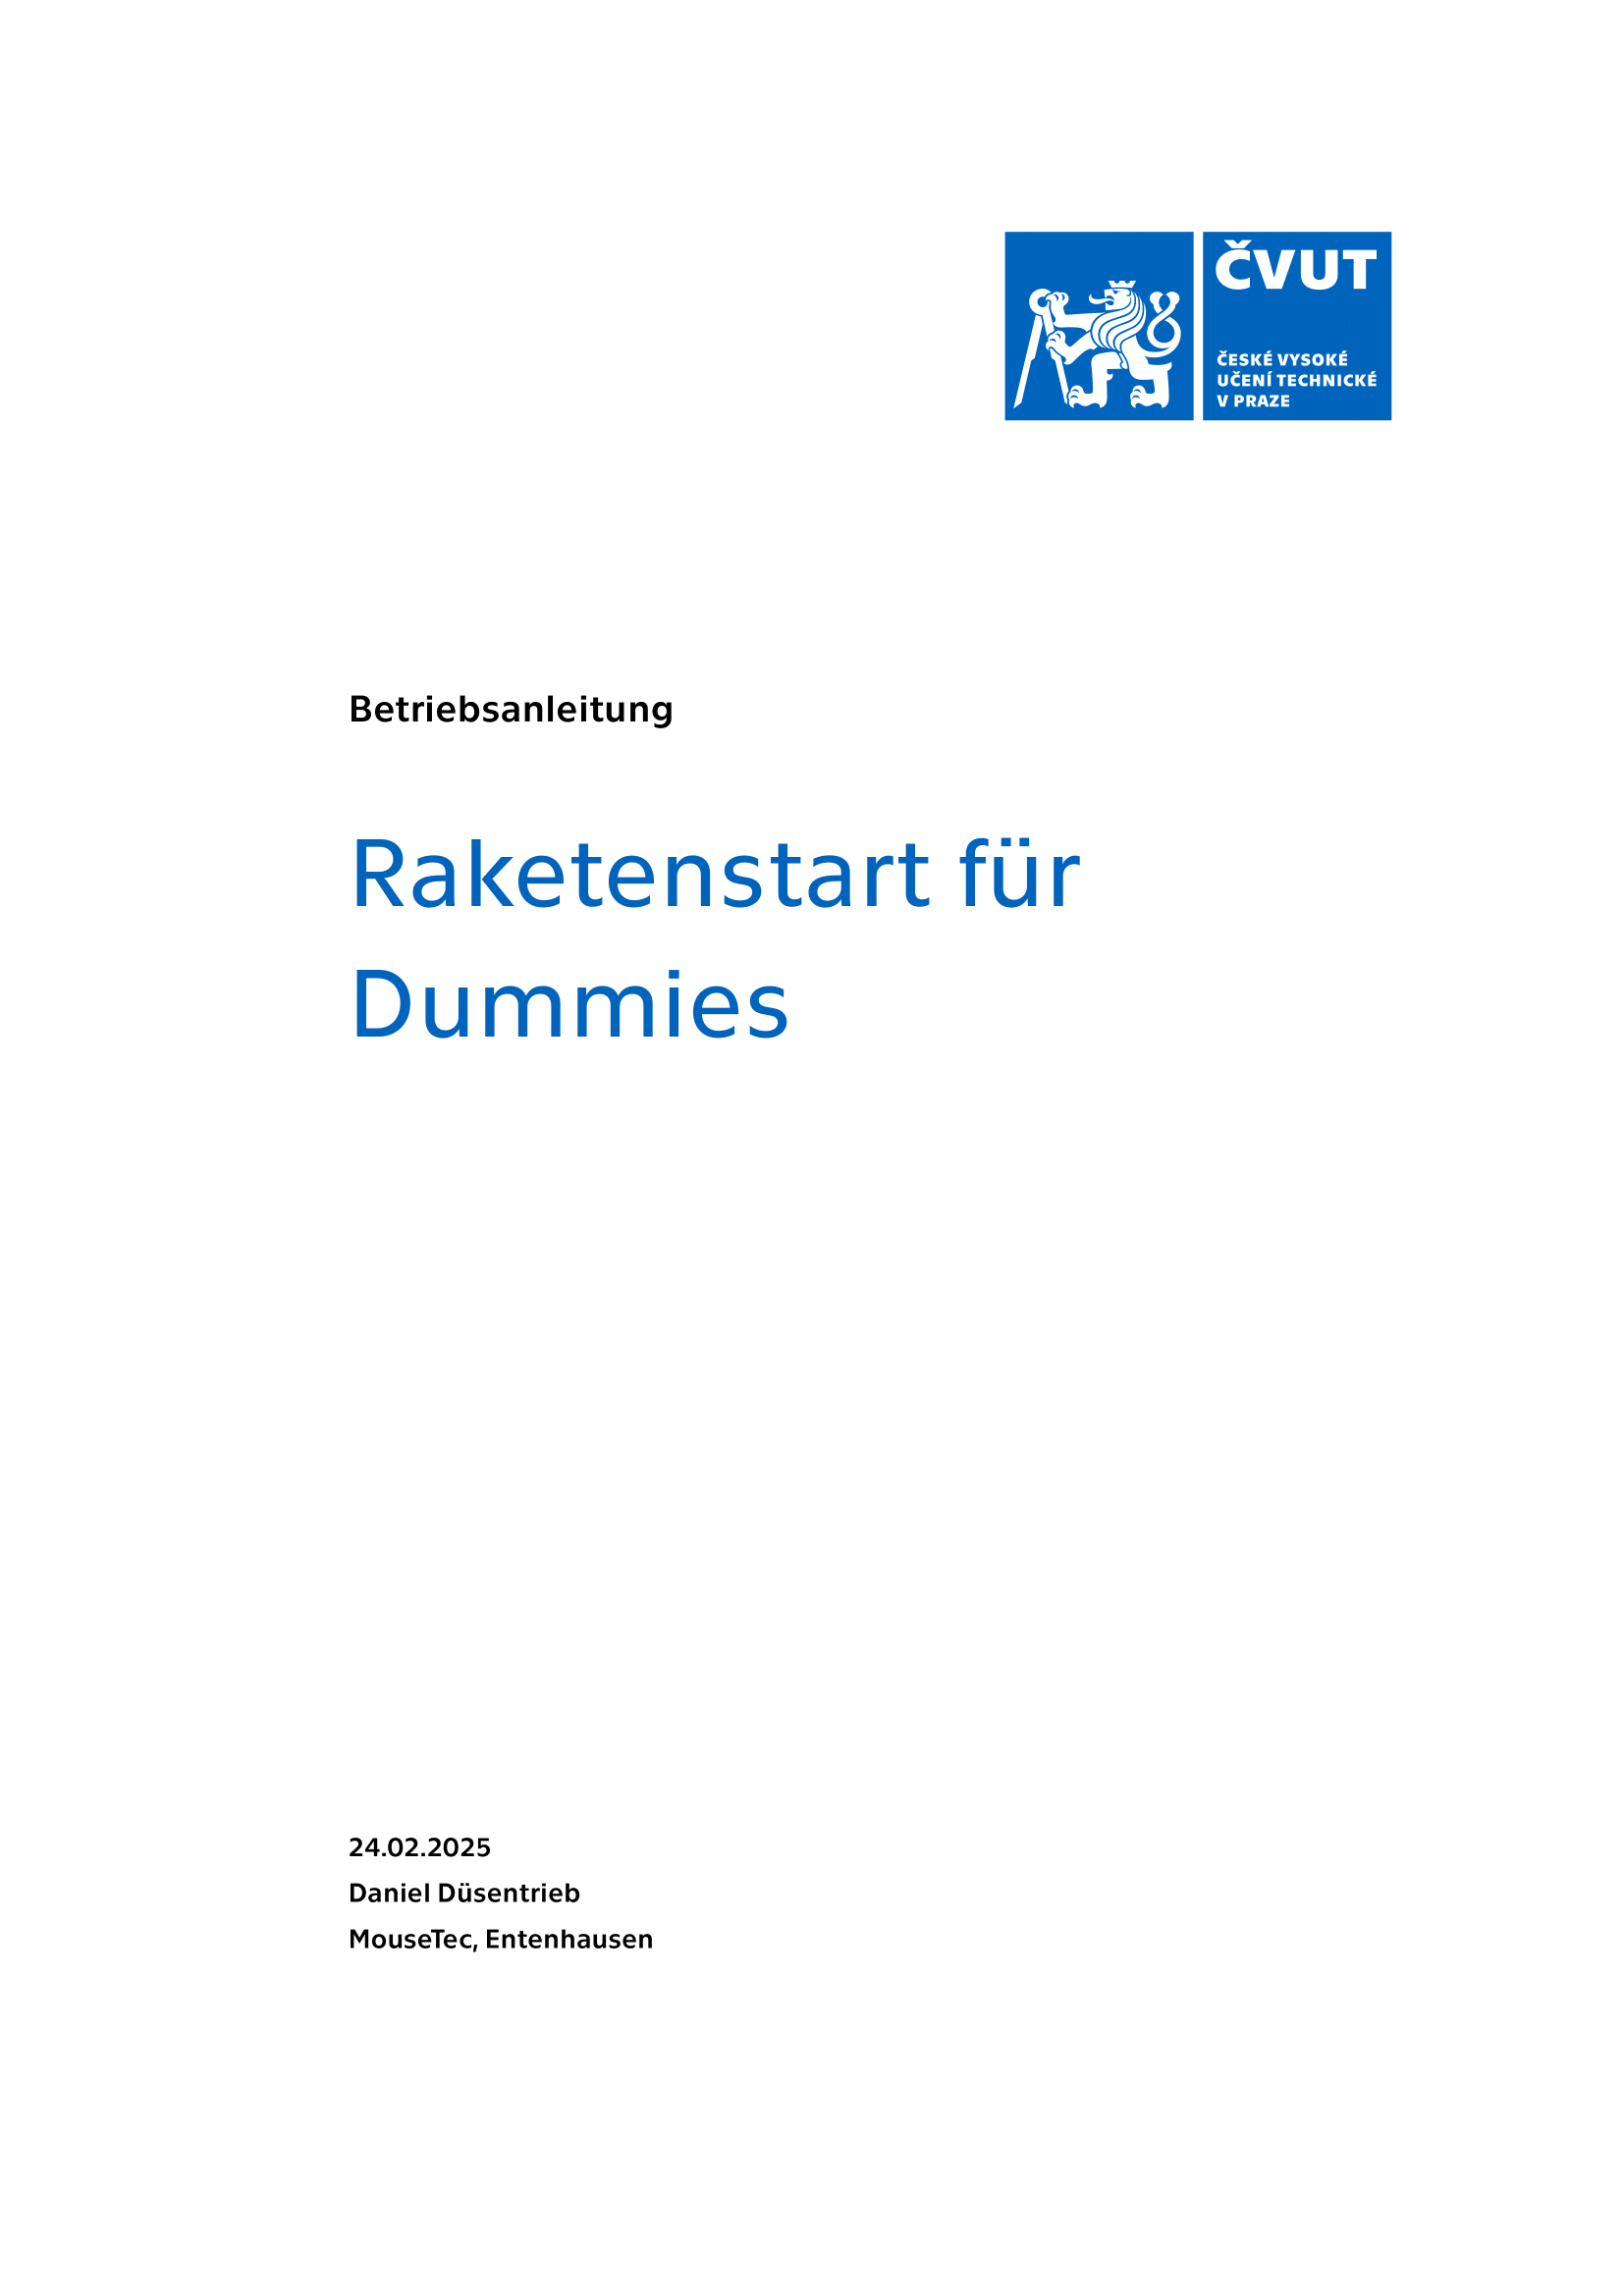 ČVUT
ČESKÉ VYSOKÉ
UČENÍ TECHNICKÉ
V PRAZE
Betriebsanleitung
Raketenstart für
Dummies
24.02.2025
Daniel Düsentrieb
MouseTec, Entenhausen